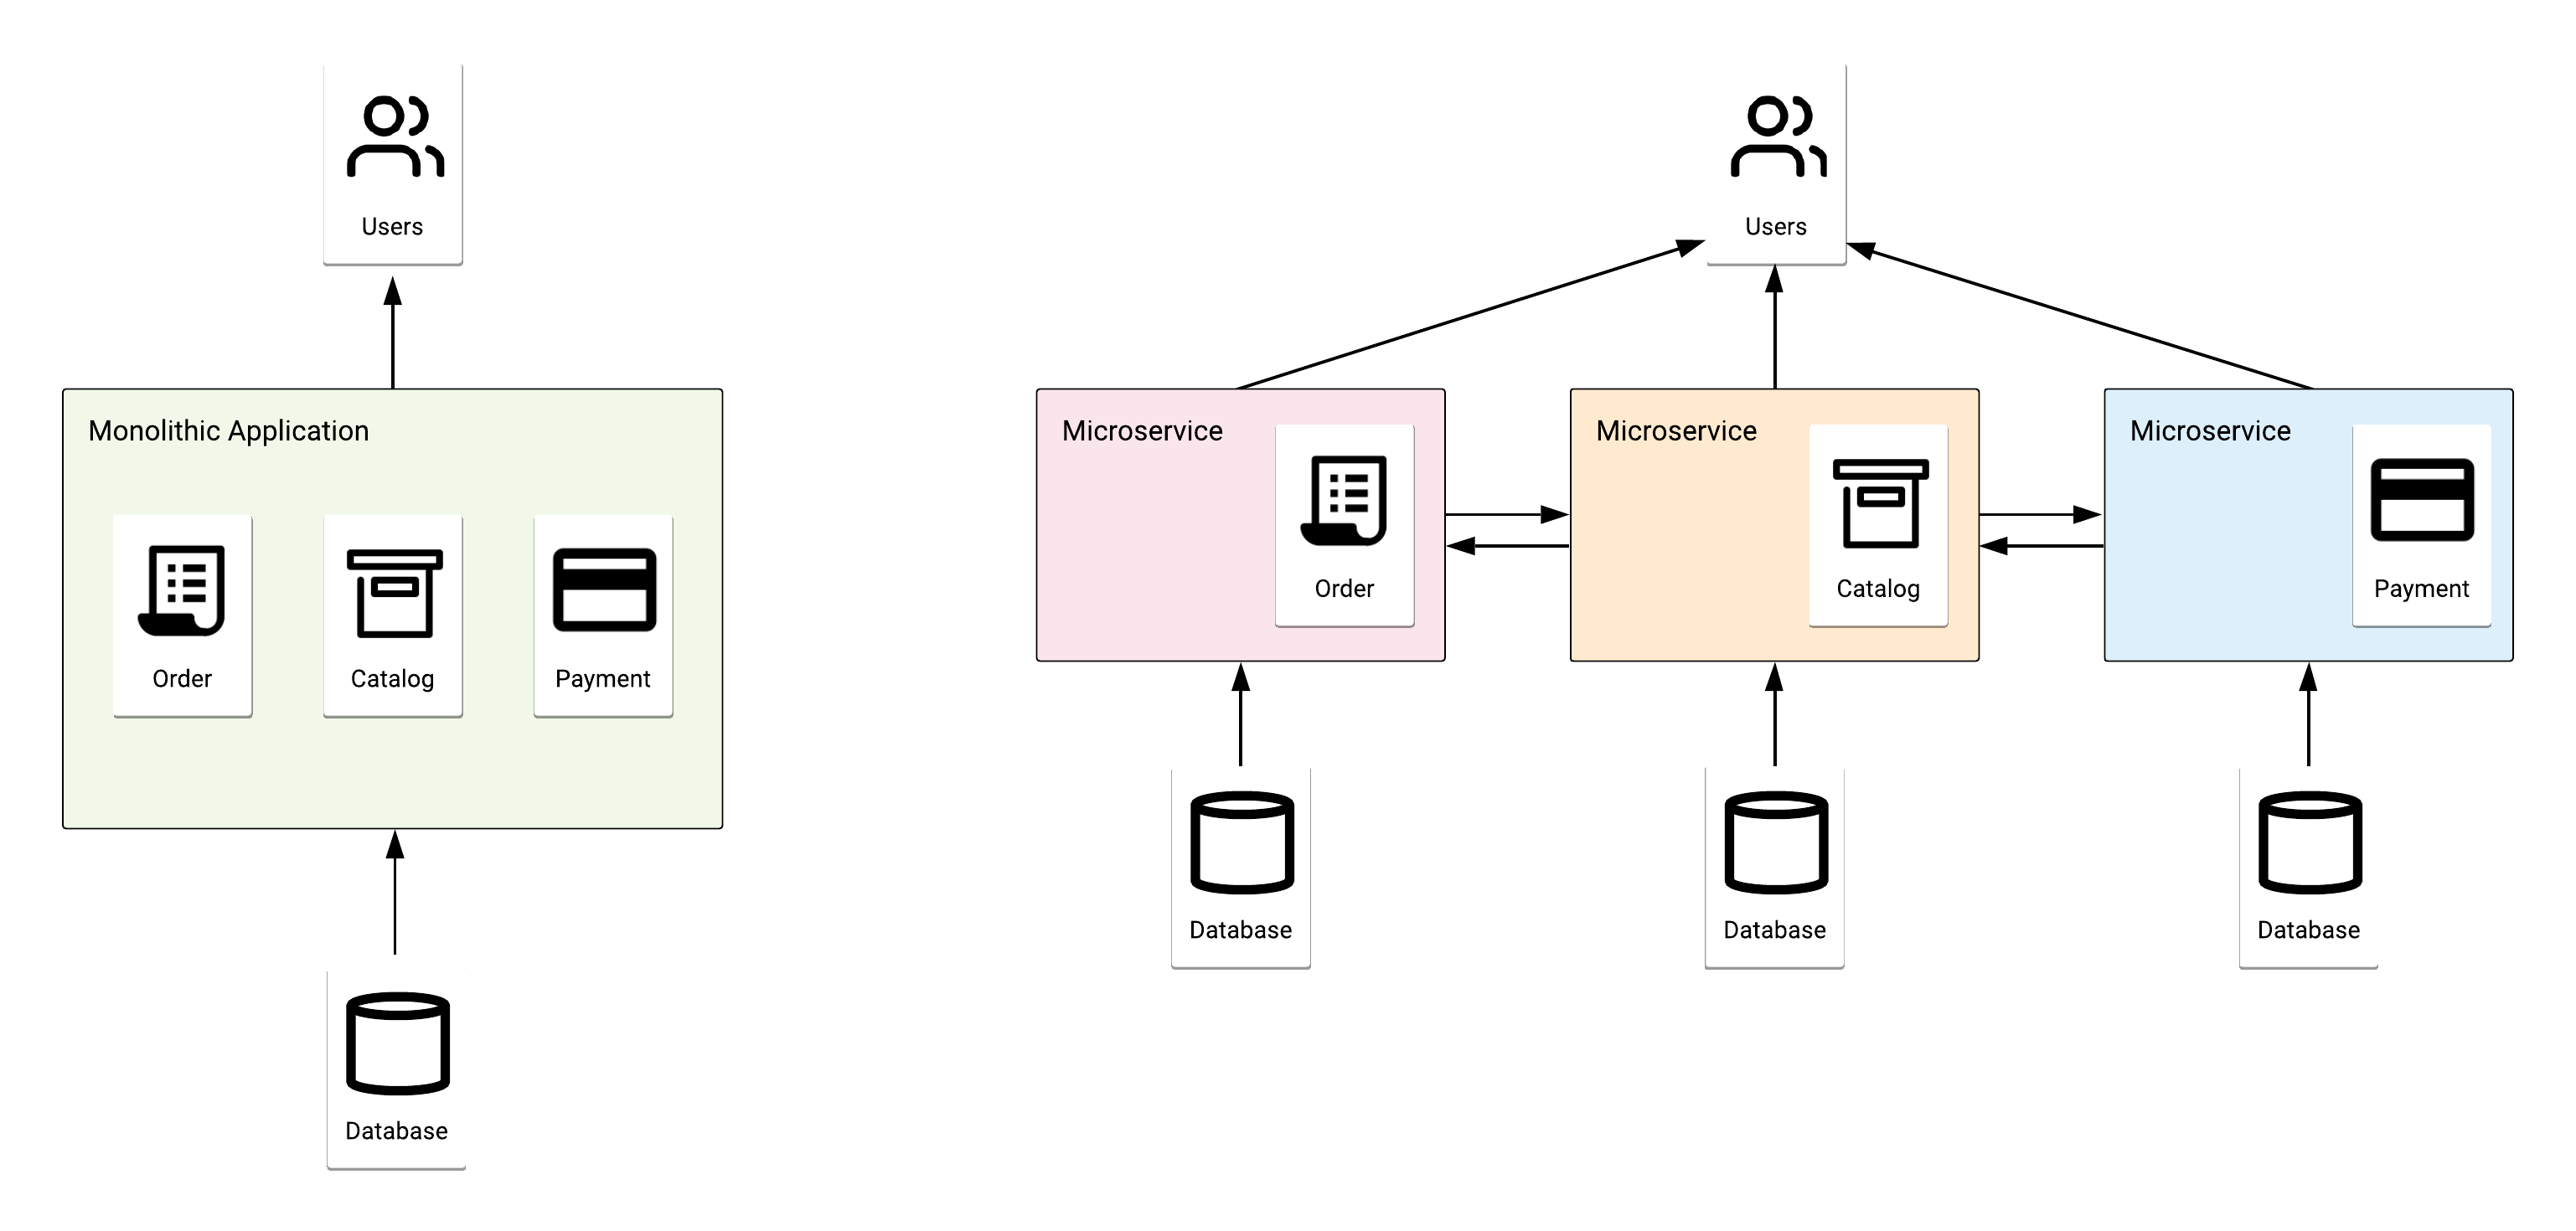 Users
Monolithic Application
Order
Catalog
Payment
Database
Users
Microservice
Order
Microservice
Catalog
Microservice
Payment
Database
Database
Database